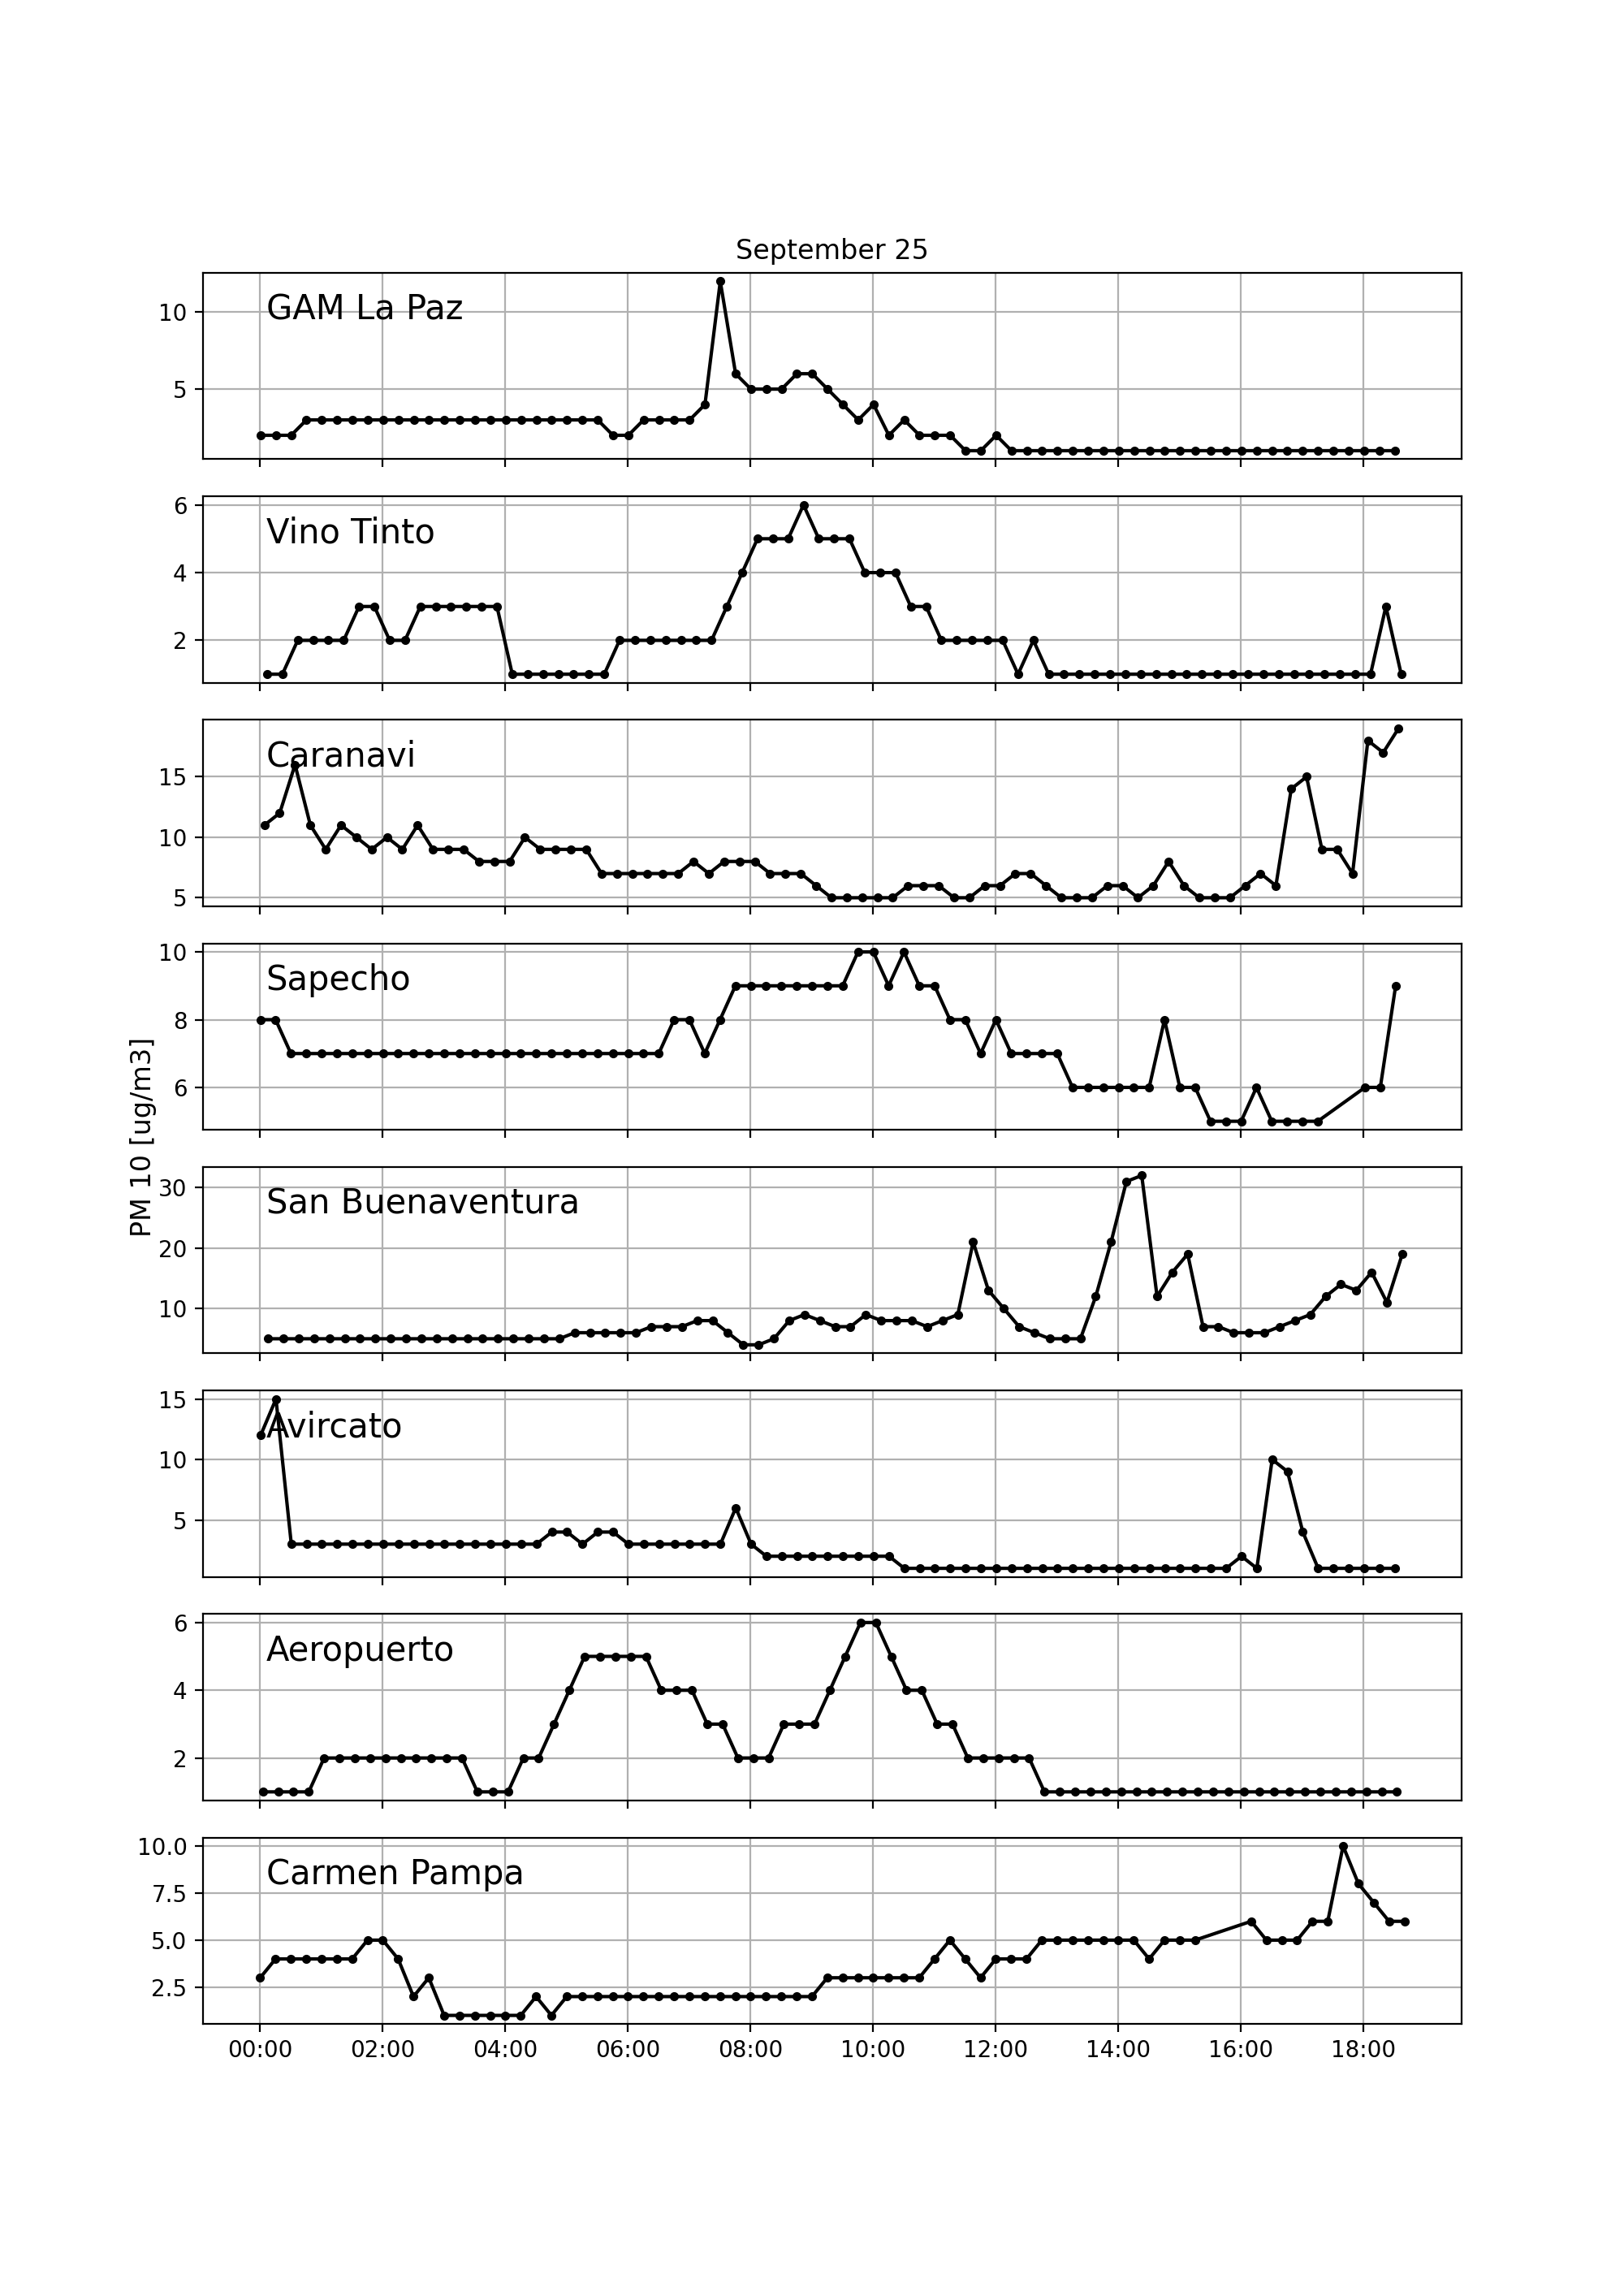 September 25
PM 10 [ug/m3]
GAM La Paz
10
5
Vino Tinto
6
4
2
Caranavi
15
10
5
Sapecho
10
8
6
San Buenaventura
30
20
10
Avircato
15
10
5
Aeropuerto
6
4
2
Carmen Pampa
10.0
7.5
5.0
2.5
00:00 02:00 04:00 06:00 08:00 10:00 12:00 14:00 16:00 18:00